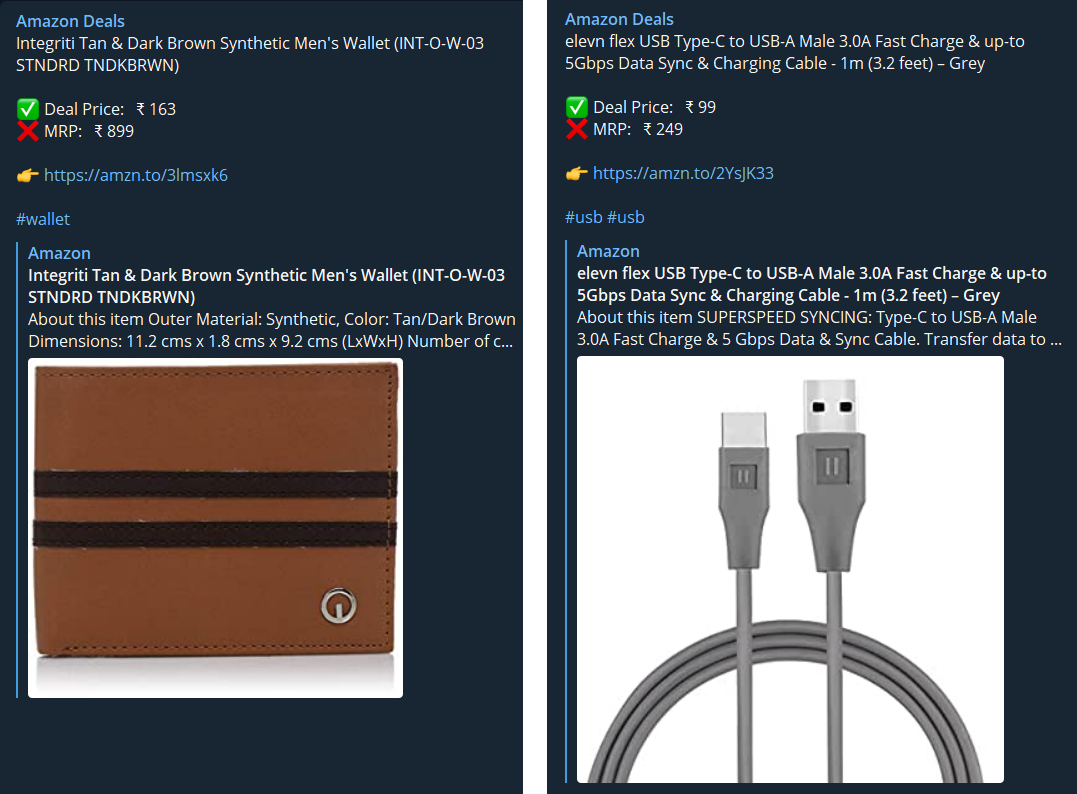 Amazon Deals
Integriti Tan & Dark Brown Synthetic Men's Wallet (INT-O-W-03
STNDRD TNDKBRWN)
✅ Deal Price: ₹ 163
❌ MRP: ₹ 899
👉 https://amzn.to/3lmsxk6
#wallet
Amazon
Integriti Tan & Dark Brown Synthetic Men's Wallet (INT-O-W-03
STNDRD TNDKBRWN)
About this item Outer Material: Synthetic, Color: Tan/Dark Brown
Dimensions: 11.2 cms x 1.8 cms x 9.2 cms (LxWxH) Number of c...
Amazon Deals
elevn flex USB Type-C to USB-A Male 3.0A Fast Charge & up-to
5Gbps Data Sync & Charging Cable - 1m (3.2 feet) – Grey
✅ Deal Price: ₹ 99
❌ MRP: ₹ 249
👉 https://amzn.to/2YsJK33
#usb #usb
Amazon
elevn flex USB Type-C to USB-A Male 3.0A Fast Charge & up-to
5Gbps Data Sync & Charging Cable - 1m (3.2 feet) – Grey
About this item SUPERSPEED SYNCING: Type-C to USB-A Male
3.0A Fast Charge & 5 Gbps Data & Sync Cable. Transfer data to ...